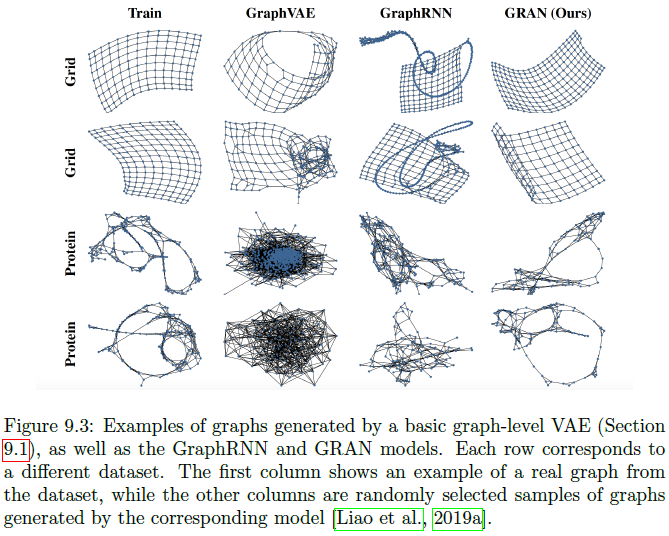 Train GraphVAE GraphRNN GRAN (Ours)
Grid
Grid
Protein
Protein
Figure 9.3: Examples of graphs generated by a basic graph-level VAE (Section
9.1), as well as the GraphRNN and GRAN models. Each row corresponds to
a different dataset. The first column shows an example of a real graph from
the dataset, while the other columns are randomly selected samples of graphs
generated by the corresponding model [Liao et al., 2019a].